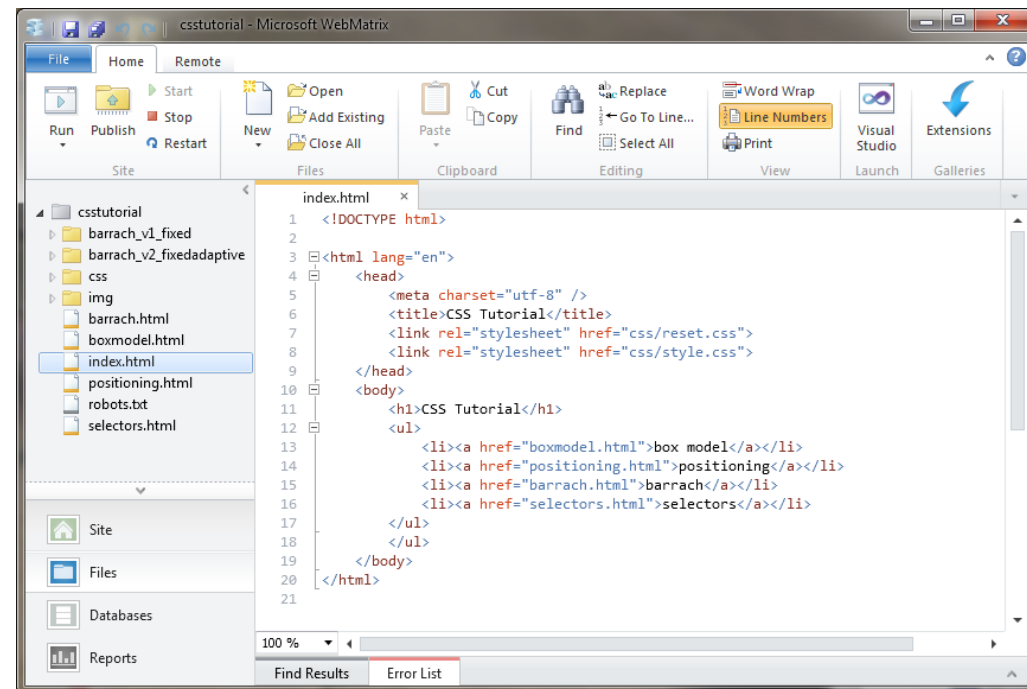 csstutorial - Microsoft WebMatrix
File Home Remote
Run
Publish
Start
Stop
Restart
Site
New
Open
Add Existing
Close All
Files
Paste
Cut
Copy
Clipboard
Find
Replace
Go To Line...
Select All
Editing
Word Wrap
Line Numbers
Print
View
Visual
Studio
Launch
Extensions
Galleries
csstutorial
barrach_v1_fixed
barrach_v2_fixedadaptive
css
img
barrach.html
boxmodel.html
index.html
positioning.html
robots.txt
selectors.html
Site
Files
Databases
Reports
index.html
1 <!DOCTYPE html>
2
3 <html lang="en">
4 <head>
5 <meta charset="utf-8" />
6 <title>CSS Tutorial</title>
7 <link rel="stylesheet" href="css/reset.css">
8 <link rel="stylesheet" href="css/style.css">
9 </head>
10 <body>
11 <h1>CSS Tutorial</h1>
12 <ul>
13 <li><a href="boxmodel.html">box model</a></li>
14 <li><a href="positioning.html">positioning</a></li>
15 <li><a href="barrach.html">barrach</a></li>
16 <li><a href="selectors.html">selectors</a></li>
17 </ul>
18 </ul>
19 </body>
20 </html>
21
100 %
Find Results Error List